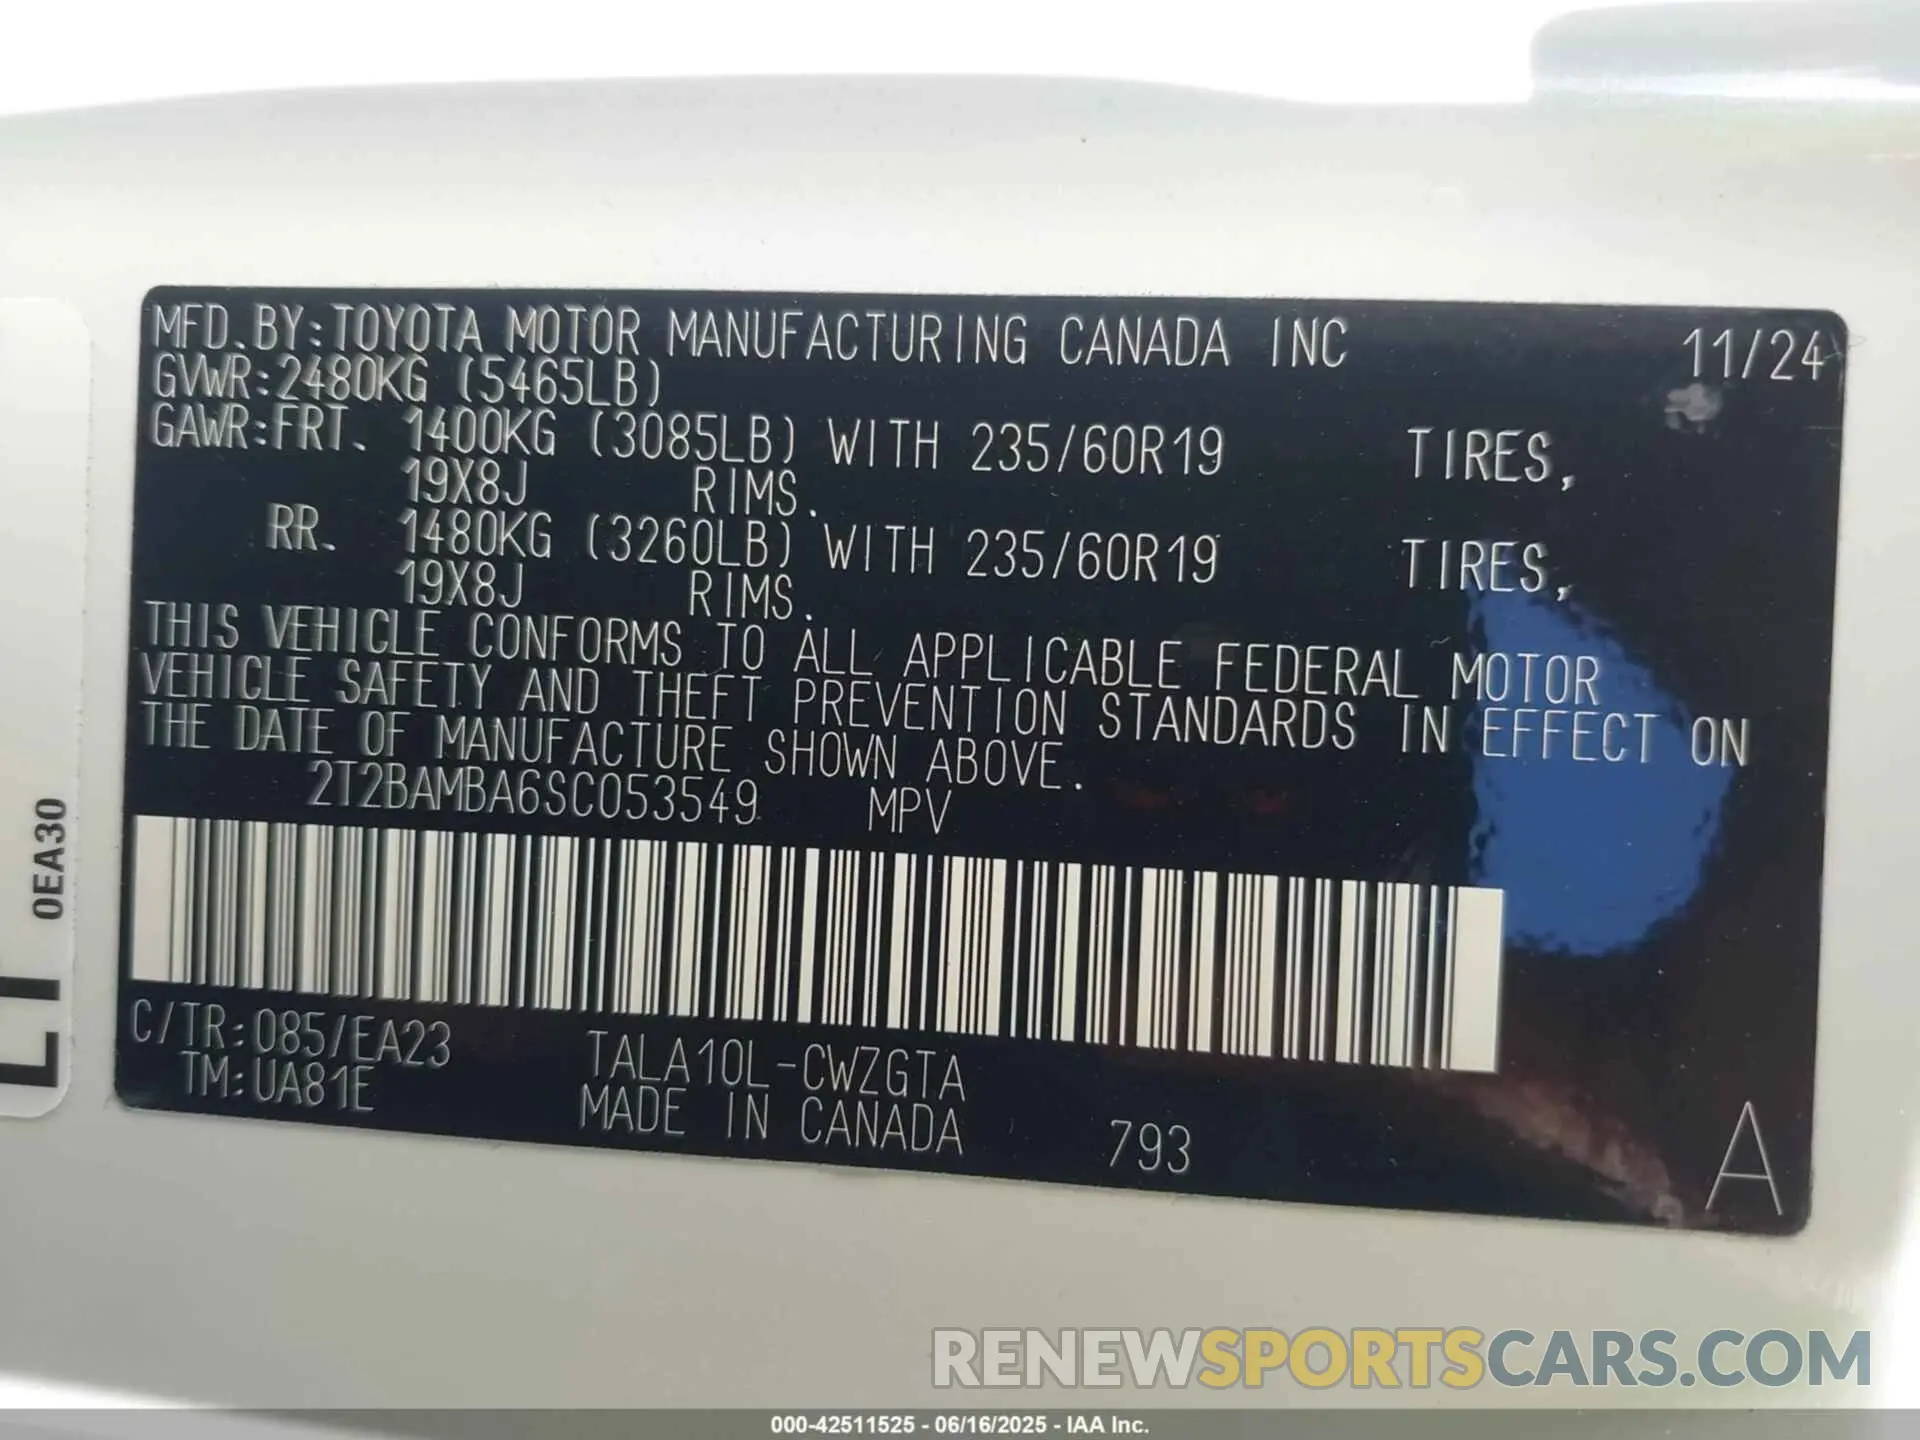 MFD.BY:TOYOTA MOTOR MANUFACTURING CANADA INC 11/24
GVWR:2480KG (5465LB)
GAWR:FRT. 1400KG (3085LB) WITH 235/60R19 TIRES,
19X8J RIMS.
RR. 1480KG (3260LB) WITH 235/60R19 TIRES,
19X8J RIMS.
THIS VEHICLE CONFORMS TO ALL APPLICABLE FEDERAL MOTOR
VEHICLE SAFETY AND THEFT PREVENTION STANDARDS IN EFFECT ON
THE DATE OF MANUFACTURE SHOWN ABOVE.
2T2BAMBA6SC053549 MPV
C/TR:085/EA23 TALA10L-CWZGTA
TM:UA81E MADE IN CANADA 793 A
0EA30
RENEWSPORTSCARS.COM
000-42511525 - 06/16/2025 - IAA Inc.